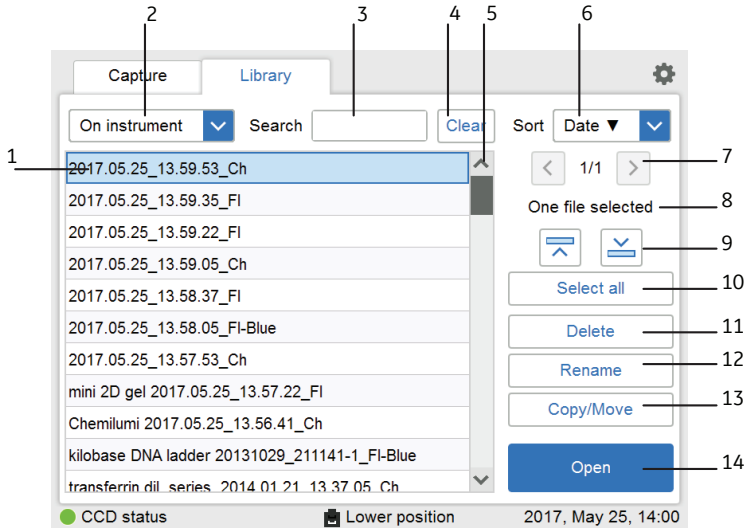 2 3 4 5 6
Capture Library
On instrument Search Clear Sort Date ▼
1
2017.05.25_13.59.53_Ch
2017.05.25_13.59.35_Fl
2017.05.25_13.59.22_Fl
2017.05.25_13.59.05_Ch
2017.05.25_13.58.37_Fl
2017.05.25_13.58.05_Fl-Blue
2017.05.25_13.57.53_Ch
mini 2D gel 2017.05.25_13.57.22_Fl
Chemilumi 2017.05.25_13.56.41_Ch
kilobase DNA ladder 20131029_211141-1_Fl-Blue
transferrin dil_series_2014.01.21_13.37.05_Ch
1/1 7
One file selected 8
9
Select all 10
Delete 11
Rename 12
Copy/Move 13
Open 14
CCD status Lower position 2017, May 25, 14:00